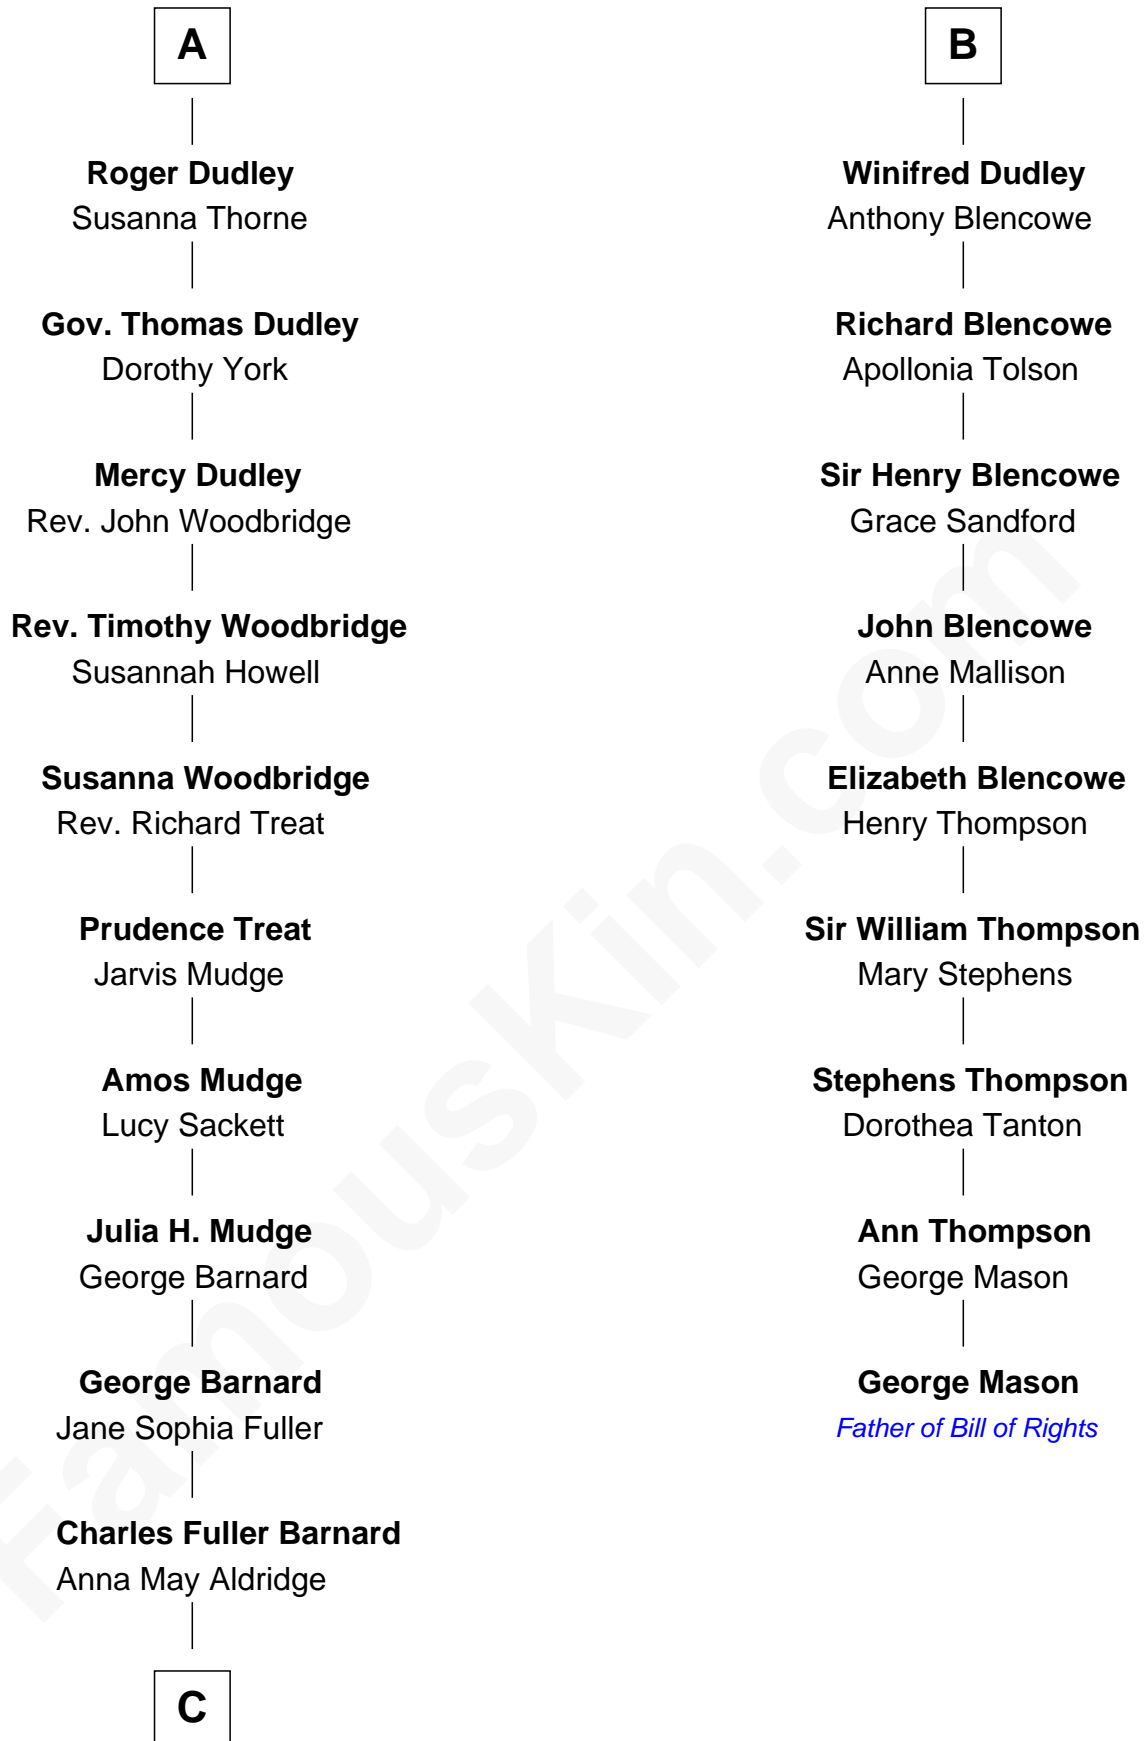 A
Roger Dudley
Susanna Thorne
Gov. Thomas Dudley
Dorothy York
Mercy Dudley
Rev. John Woodbridge
Rev. Timothy Woodbridge
Susannah Howell
Susanna Woodbridge
Rev. Richard Treat
Prudence Treat
Jarvis Mudge
Amos Mudge
Lucy Sackett
Julia H. Mudge
George Barnard
George Barnard
Jane Sophia Fuller
Charles Fuller Barnard
Anna May Aldridge
C
B
Winifred Dudley
Anthony Blencowe
Richard Blencowe
Apollonia Tolson
Sir Henry Blencowe
Grace Sandford
John Blencowe
Anne Mallison
Elizabeth Blencowe
Henry Thompson
Sir William Thompson
Mary Stephens
Stephens Thompson
Dorothea Tanton
Ann Thompson
George Mason
George Mason
Father of Bill of Rights
FamousKin.com